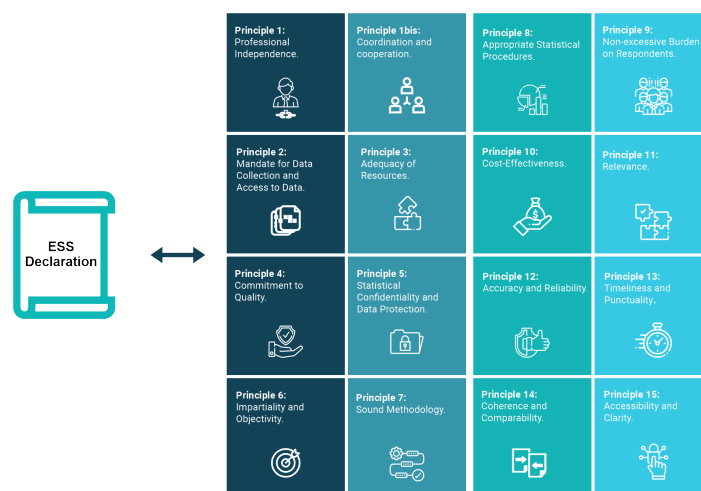 ESS
Declaration
Principle 1:
Professional
Independence.
Principle 1bis:
Coordination and
cooperation.
Principle 8:
Appropriate Statistical
Procedures.
Principle 9:
Non-excessive Burden
on Respondents.
Principle 2:
Mandate for Data
Collection and
Access to Data.
Principle 3:
Adequacy of
Resources.
Principle 10:
Cost-Effectiveness.
Principle 11:
Relevance.
Principle 4:
Commitment to
Quality.
Principle 5:
Statistical
Confidentiality and
Data Protection.
Principle 12:
Accuracy and Reliability.
Principle 13:
Timeliness and
Punctuality.
Principle 6:
Impartiality and
Objectivity.
Principle 7:
Sound Methodology.
Principle 14:
Coherence and
Comparability.
Principle 15:
Accessibility and
Clarity.